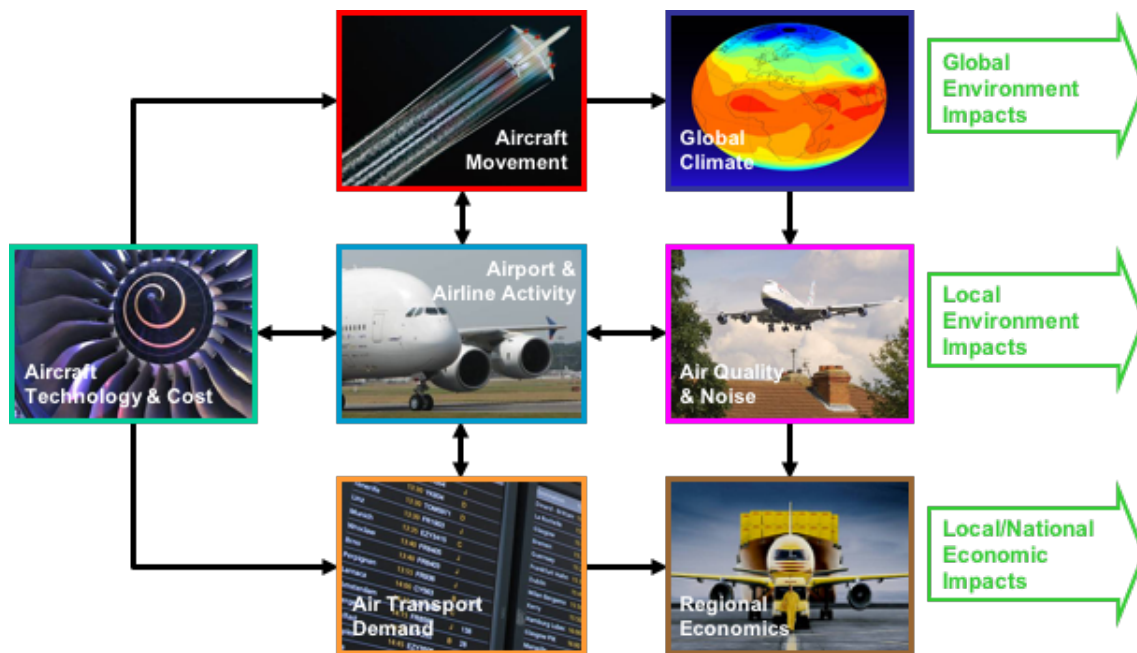 Aircraft
Movement
Global
Climate
Global
Environment
Impacts
Aircraft
Technology & Cost
Airport &
Airline Activity
Air Quality
& Noise
Local
Environment
Impacts
Air Transport
Demand
Regional
Economics
Local/National
Economic
Impacts